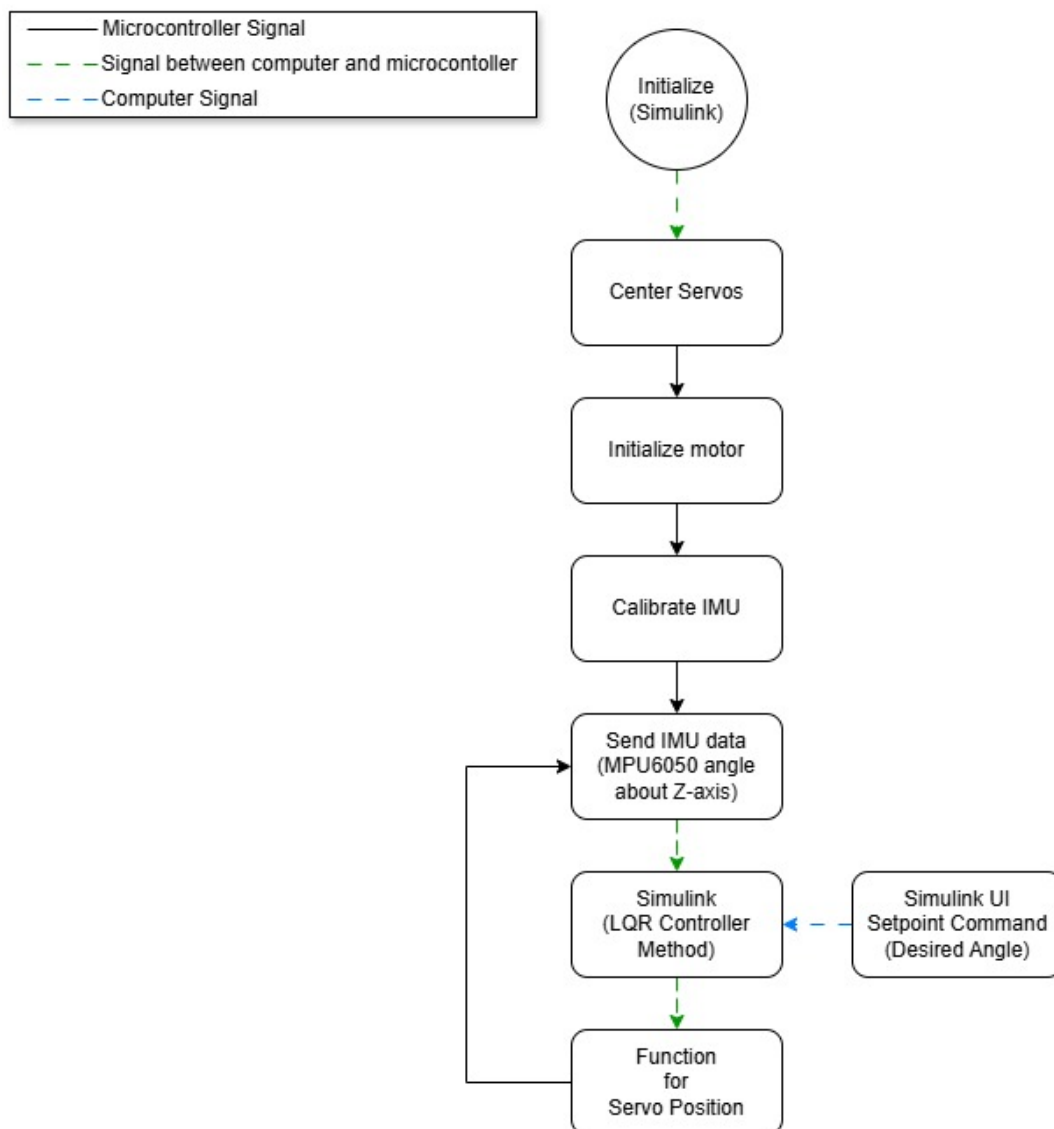 Microcontroller Signal
Signal between computer and microcontoller
Computer Signal
Initialize
(Simulink)
Center Servos
Initialize motor
Calibrate IMU
Send IMU data
(MPU6050 angle
about Z-axis)
Simulink
(LQR Controller
Method)
Simulink UI
Setpoint Command
(Desired Angle)
Function
for
Servo Position